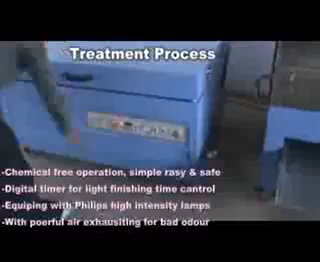 Treatment Process
-Chemical free operation, simple rasy & safe
-Digital timer for light finishing time cantrol
-Equiping with Philips high intensity lamps
-With poerful air exhausiting for bad odour